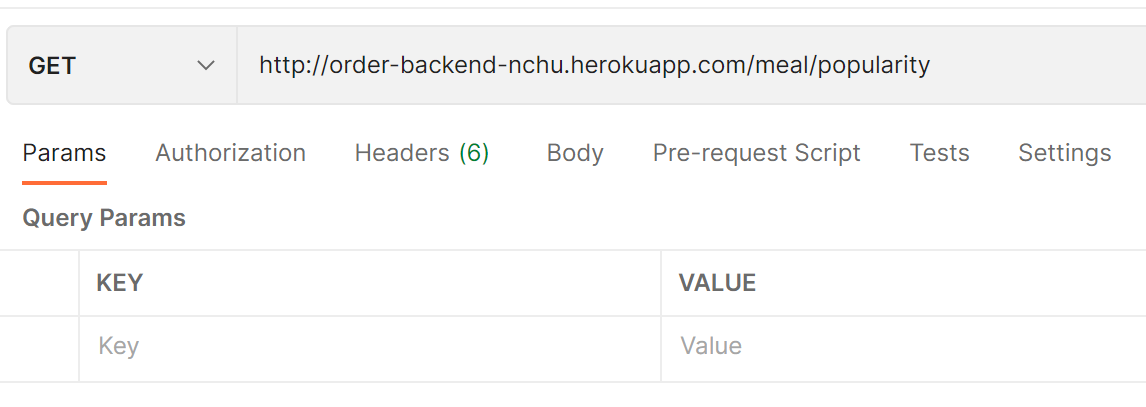 GET http://order-backend-nchu.herokuapp.com/meal/popularity
Params Authorization Headers (6) Body Pre-request Script Tests Settings
Query Params
KEY VALUE
Key Value